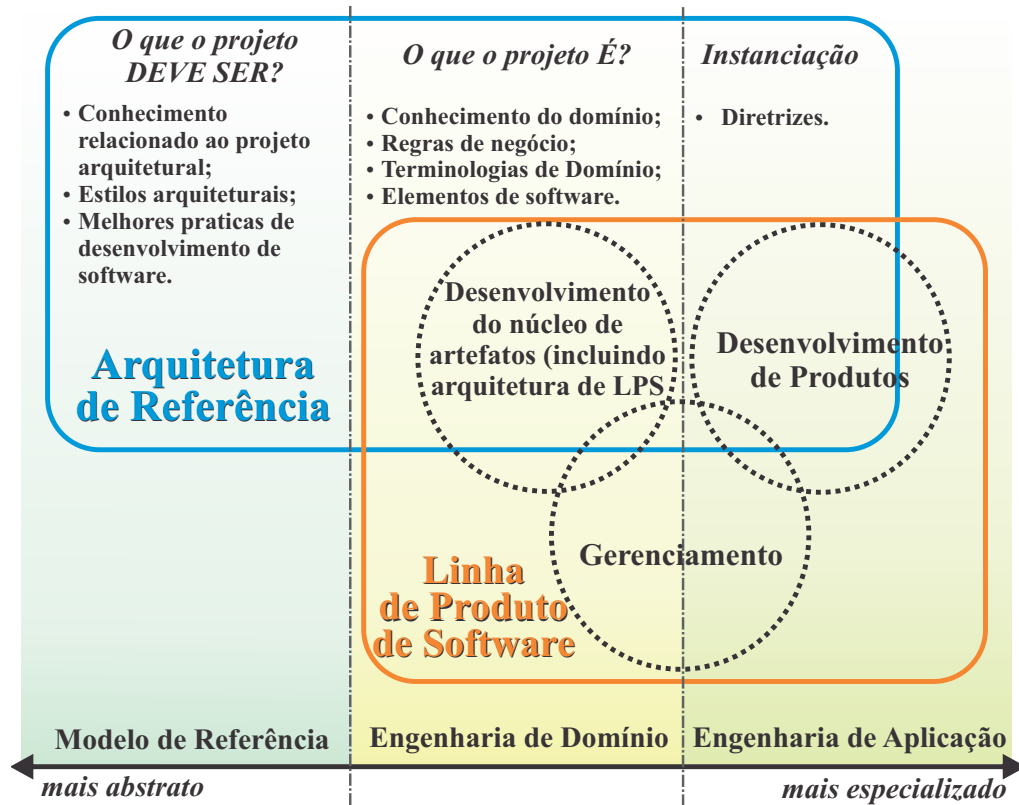 O que o projeto
DEVE SER?
• Conhecimento
relacionado ao projeto
arquitetural;
• Estilos arquiteturais;
• Melhores praticas de
desenvolvimento de
software.
O que o projeto É?
• Conhecimento do domínio;
• Regras de negócio;
• Terminologias de Domínio;
• Elementos de software.
Instanciação
• Diretrizes.
Arquitetura
de Referência
Desenvolvimento
do núcleo de
artefatos (incluindo
arquitetura de LPS
Desenvolvimento
de Produtos
Gerenciamento
Linha
de Produto
de Software
Modelo de Referência
Engenharia de Domínio
Engenharia de Aplicação
mais abstrato
mais especializado